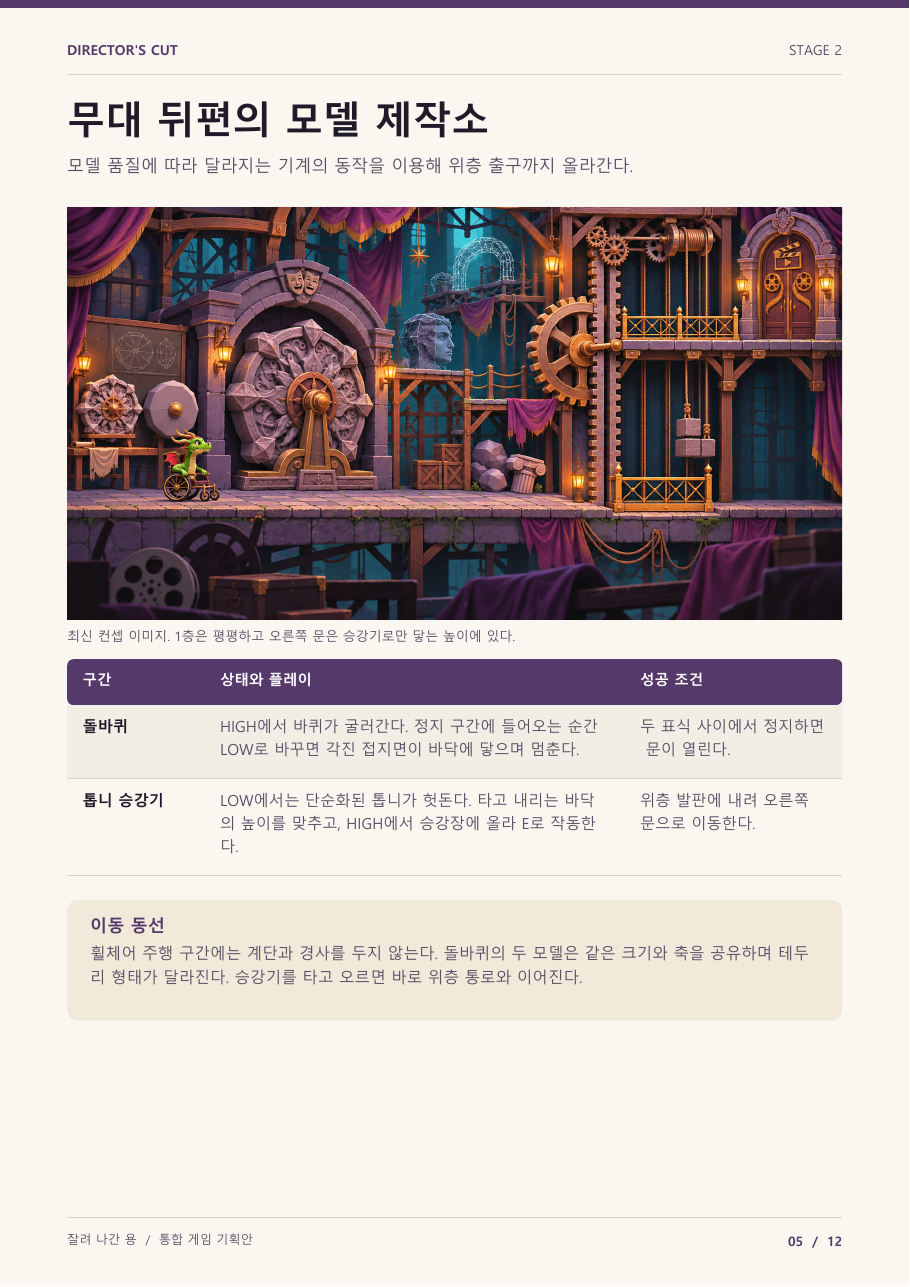 DIRECTOR'S CUT
STAGE 2
무대 뒤편의 모델 제작소
모델 품질에 따라 달라지는 기계의 동작을 이용해 위층 출구까지 올라간다.
최신 컨셉 이미지. 1층은 평평하고 오른쪽 문은 승강기로만 닿는 높이에 있다.
구간
상태와 플레이
성공 조건
돌바퀴
HIGH에서 바퀴가 굴러간다. 정지 구간에 들어오는 순간
LOW로 바꾸면 각진 접지면이 바닥에 닿으며 멈춘다.
두 표식 사이에서 정지하면
문이 열린다.
톱니 승강기
LOW에서는 단순화된 톱니가 헛돈다. 타고 내리는 바닥
의 높이를 맞추고, HIGH에서 승강장에 올라 E로 작동한
다.
위층 발판에 내려 오른쪽
문으로 이동한다.
이동 동선
휠체어 주행 구간에는 계단과 경사를 두지 않는다. 돌바퀴의 두 모델은 같은 크기와 축을 공유하며 테두
리 형태가 달라진다. 승강기를 타고 오르면 바로 위층 통로와 이어진다.
잘려 나간 용 / 통합 게임 기획안
05 / 12